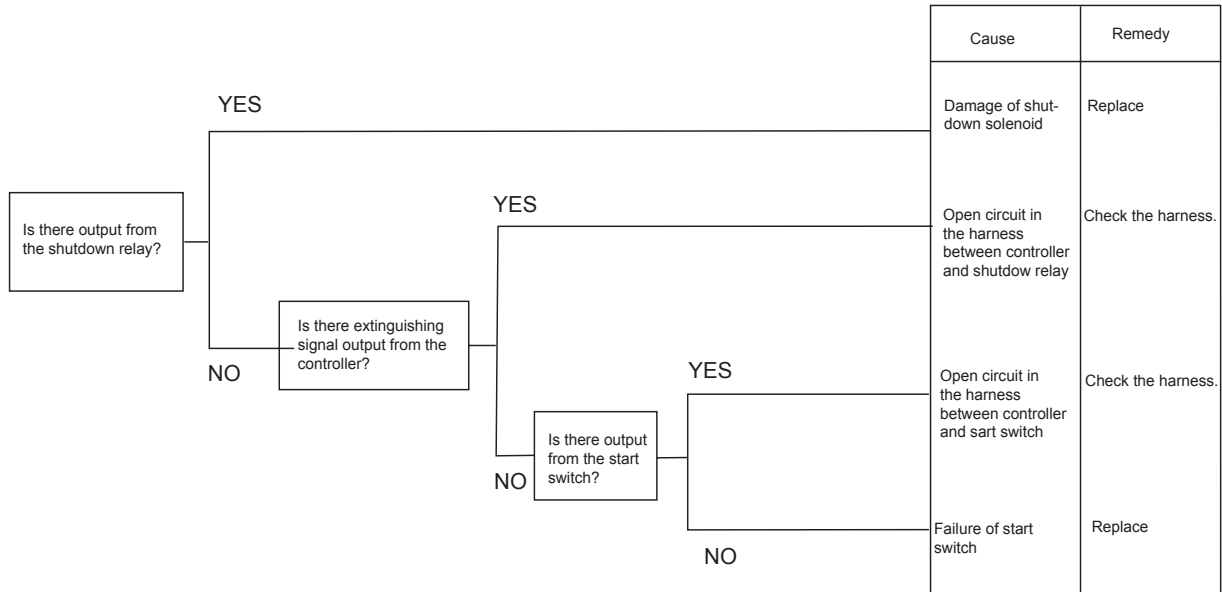 Cause
Remedy
YES
Damage of shut-
down solenoid
Replace
Is there output from
the shutdown relay?
YES
Open circuit in
the harness
between controller
and shutdow relay
Check the harness.
NO
Is there extinguishing
signal output from the
controller?
YES
Open circuit in
the harness
between controller
and sart switch
Check the harness.
NO
Is there output
from the start
switch?
NO
Failure of start
switch
Replace